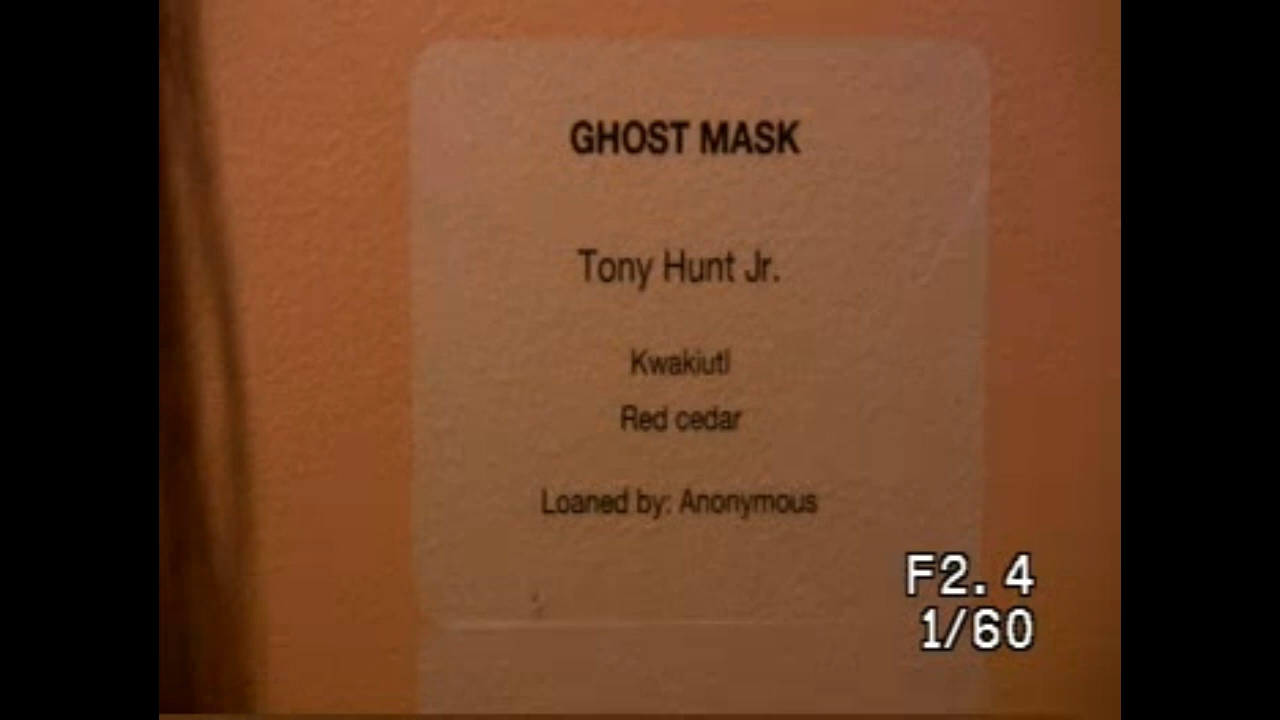 GHOST MASK
Tony Hunt Jr.
Kwakiutl
Red cedar
Loaned by: Anonymous
F2.4
1/60